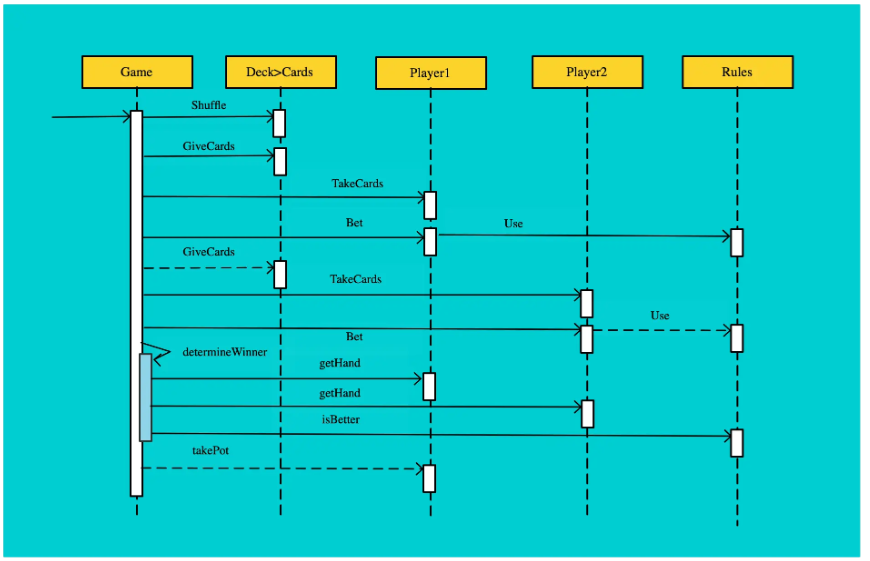 Game
Deck>Cards
Player1
Player2
Rules
Shuffle
GiveCards
TakeCards
Bet
Use
GiveCards
TakeCards
Use
Bet
determineWinner
getHand
getHand
isBetter
takePot